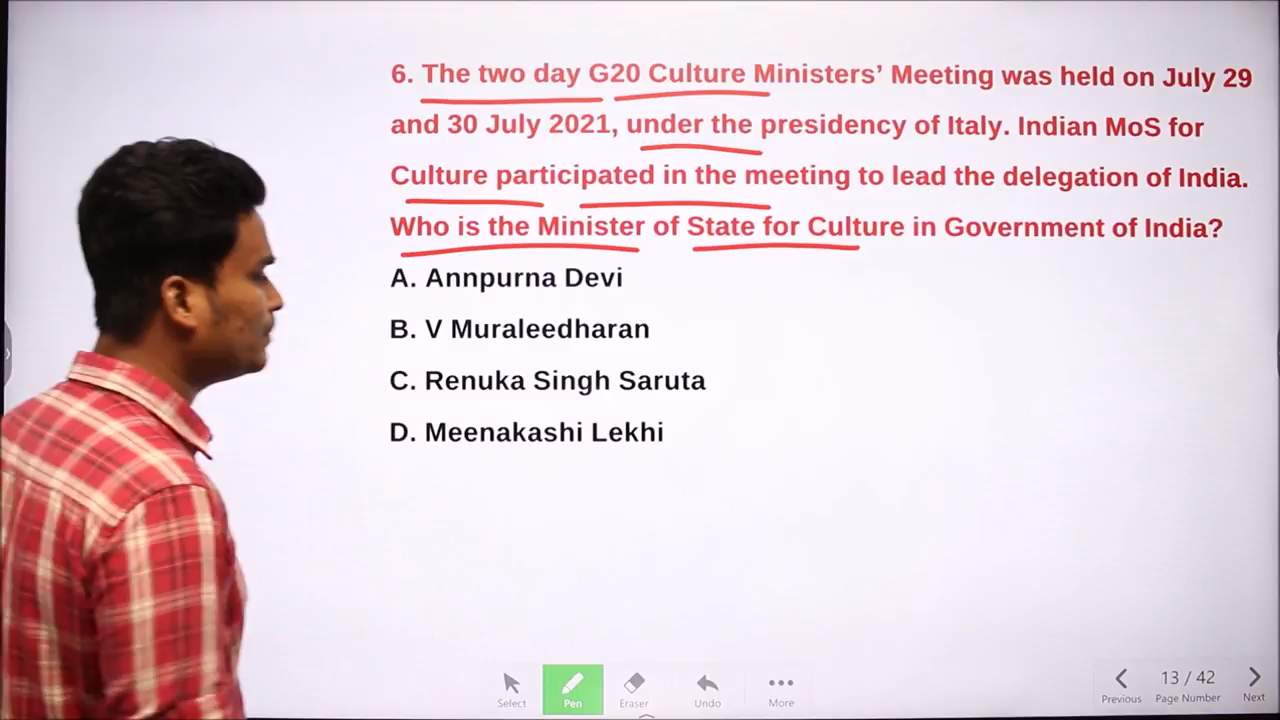 6. The two day G20 Culture Ministers’ Meeting was held on July 29
and 30 July 2021, under the presidency of Italy. Indian MoS for
Culture participated in the meeting to lead the delegation of India.
Who is the Minister of State for Culture in Government of India?
A. Annpurna Devi
B. V Muraleedharan
C. Renuka Singh Saruta
D. Meenakashi Lekhi
Select
Pen
Eraser
Undo
More
Previous
13 / 42
Page Number
Next